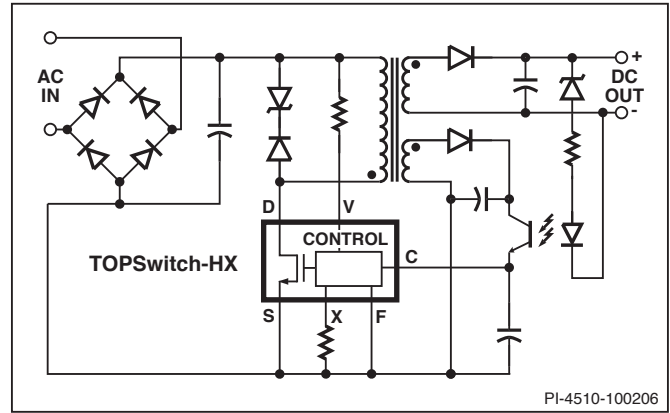 +
AC
IN
DC
OUT
-
D
V
CONTROL
TOPSwitch-HX
C
S
X
F
PI-4510-100206